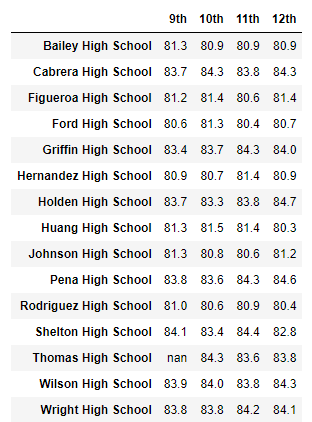 9th 10th 11th 12th
Bailey High School 81.3 80.9 80.9 80.9
Cabrera High School 83.7 84.3 83.8 84.3
Figueroa High School 81.2 81.4 80.6 81.4
Ford High School 80.6 81.3 80.4 80.7
Griffin High School 83.4 83.7 84.3 84.0
Hernandez High School 80.9 80.7 81.4 80.9
Holden High School 83.7 83.3 83.8 84.7
Huang High School 81.3 81.5 81.4 80.3
Johnson High School 81.3 80.8 80.6 81.2
Pena High School 83.8 83.6 84.3 84.6
Rodriguez High School 81.0 80.6 80.9 80.4
Shelton High School 84.1 83.4 84.4 82.8
Thomas High School nan 84.3 83.6 83.8
Wilson High School 83.9 84.0 83.8 84.3
Wright High School 83.8 83.8 84.2 84.1